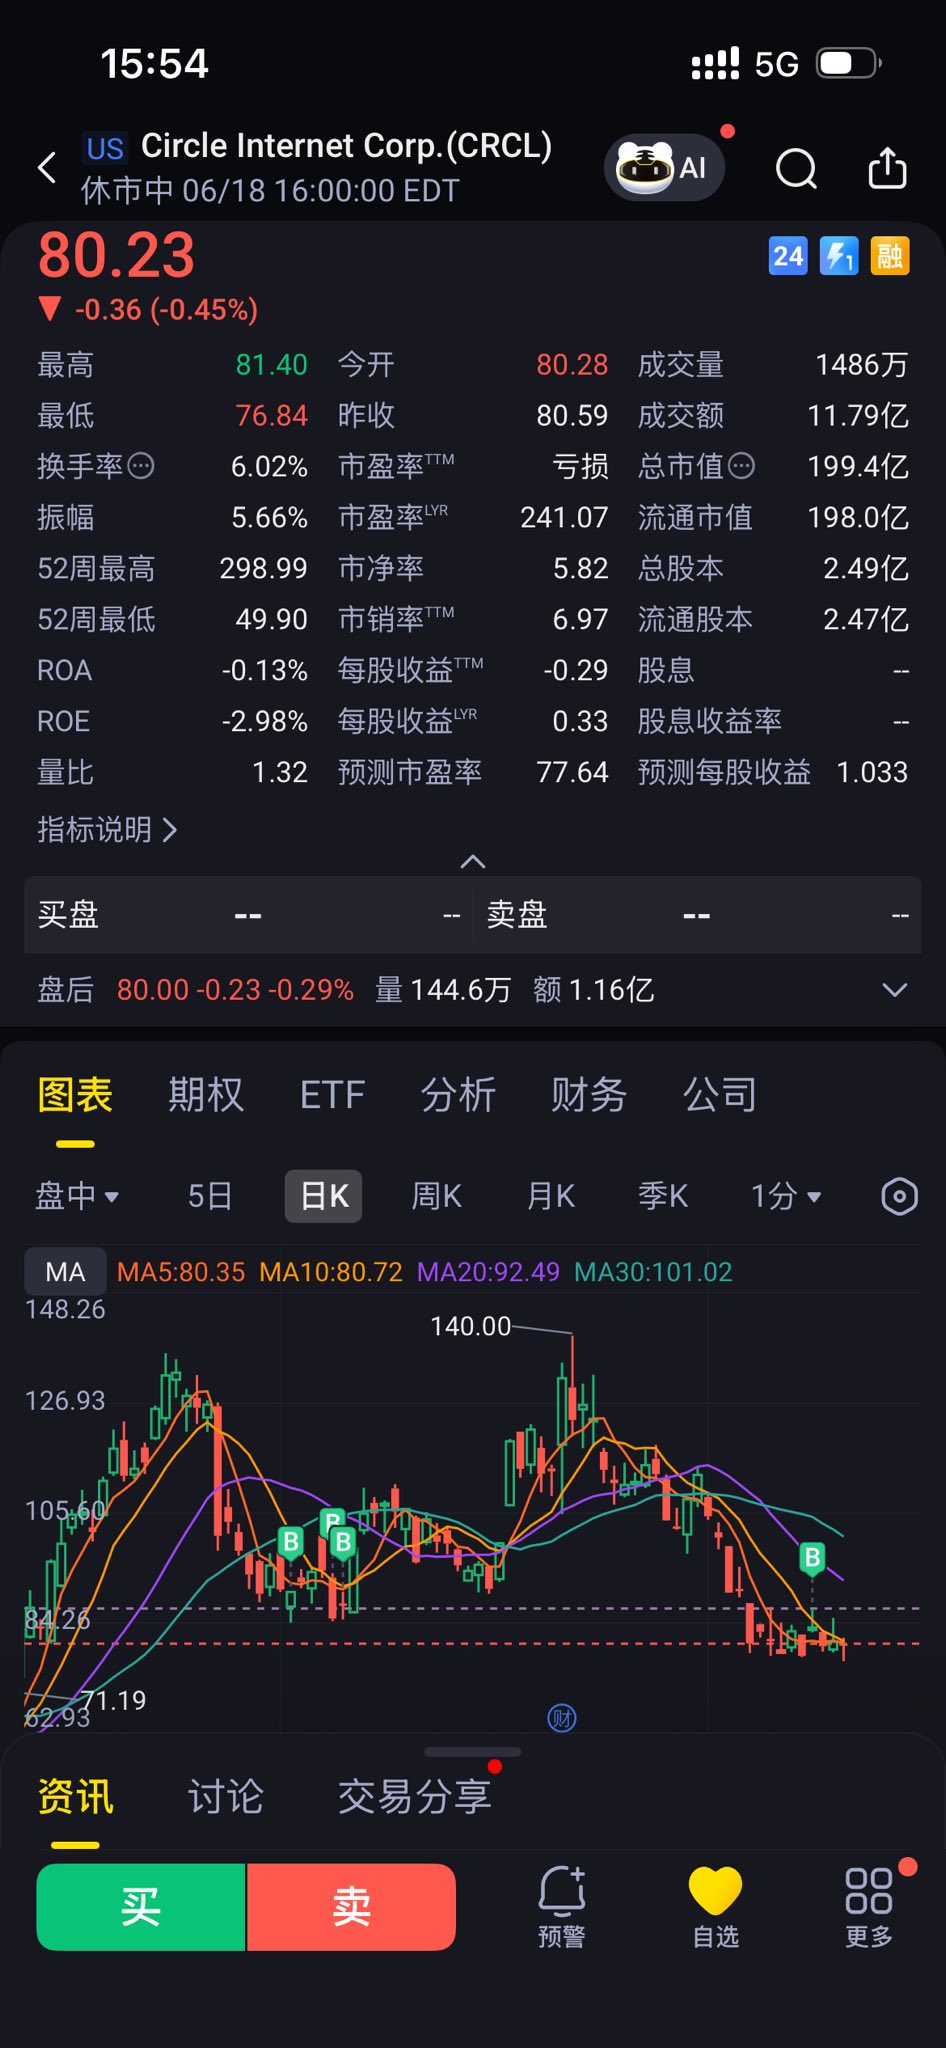 15:54
5G
US Circle Internet Corp.(CRCL)
休市中 06/18 16:00:00 EDT
AI
80.23
24 1 融
-0.36 (-0.45%)
最高 81.40 今开 80.28 成交量 1486万
最低 76.84 昨收 80.59 成交额 11.79亿
换手率 6.02% 市盈率TTM 亏损 总市值 199.4亿
振幅 5.66% 市盈率LYR 241.07 流通市值 198.0亿
52周最高 298.99 市净率 5.82 总股本 2.49亿
52周最低 49.90 市销率TTM 6.97 流通股本 2.47亿
ROA -0.13% 每股收益TTM -0.29 股息 --
ROE -2.98% 每股收益LYR 0.33 股息收益率 --
量比 1.32 预测市盈率 77.64 预测每股收益 1.033
指标说明
买盘 -- -- 卖盘 -- --
盘后 80.00 -0.23 -0.29% 量 144.6万 额 1.16亿
图表 期权 ETF 分析 财务 公司
盘中 5日 日K 周K 月K 季K 1分
MA MA5:80.35 MA10:80.72 MA20:92.49 MA30:101.02
148.26
140.00
126.93
105.60
B B B
B
84.26
71.19
62.93
财
资讯 讨论 交易分享
买 卖
预警 自选 更多